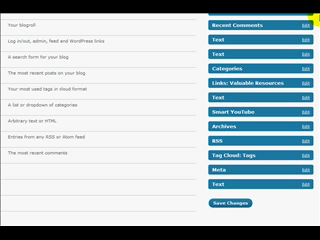 Your blogroll
Log in/out, admin, feed and WordPress links
A search form for your blog
The most recent posts on your blog
Your most used tags in cloud format
A list or dropdown of categories
Arbitrary text or HTML
Entries from any RSS or Atom feed
The most recent comments
Recent Comments Edit
Text Edit
Text Edit
Categories Edit
Links: Valuable Resources Edit
Text Edit
Smart YouTube Edit
Archives Edit
RSS Edit
Tag Cloud: Tags Edit
Meta Edit
Text Edit
Save Changes